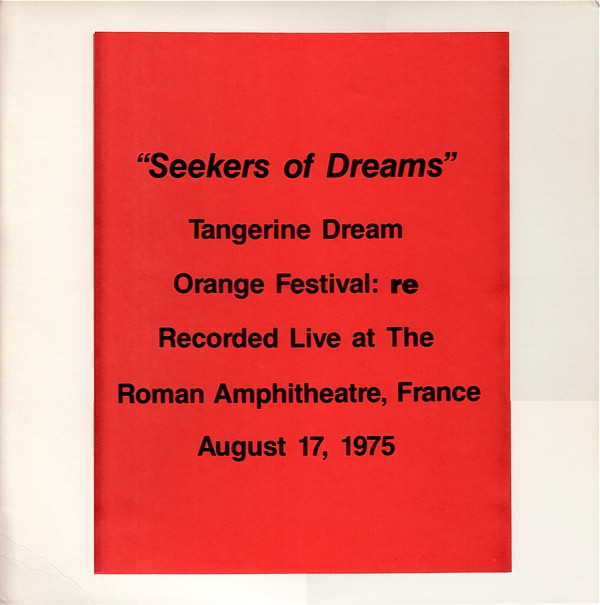 “Seekers of Dreams”
Tangerine Dream
Orange Festival: re
Recorded Live at The
Roman Amphitheatre, France
August 17, 1975